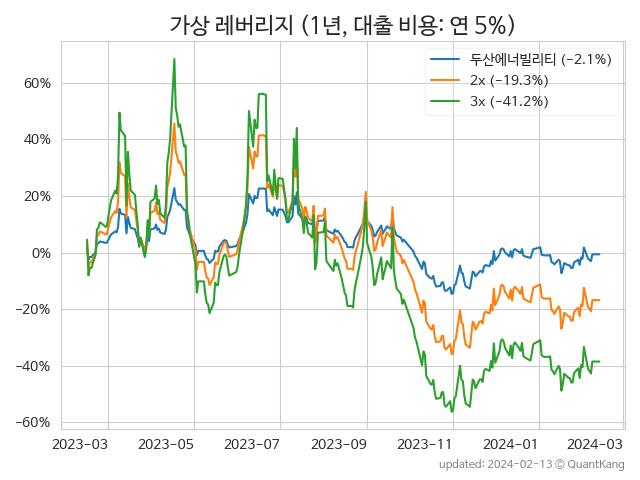 가상 레버리지 (1년, 대출 비용: 연 5%)
두산에너빌리티 (−2.1%)
2x (−19.3%)
3x (−41.2%)
60%
40%
20%
0%
−20%
−40%
−60%
2023-03 2023-05 2023-07 2023-09 2023-11 2024-01 2024-03
updated: 2024-02-13 ⓒ QuantKang